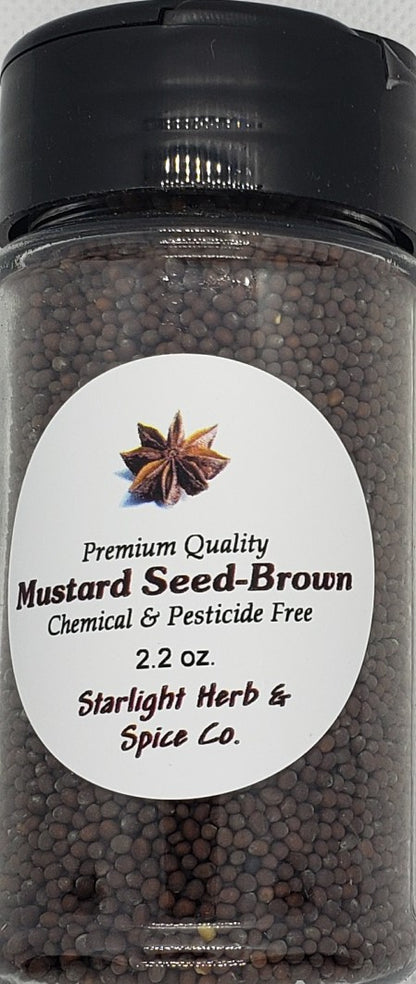 Premium Quality
Mustard Seed-Brown
Chemical & Pesticide Free
2.2 oz.
Starlight Herb &
Spice Co.